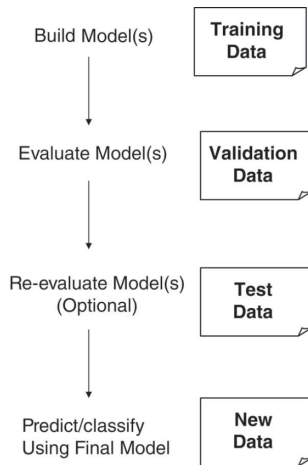 Build Model(s)
Training
Data
Evaluate Model(s)
Validation
Data
Re-evaluate Model(s)
(Optional)
Test
Data
Predict/classify
Using Final Model
New
Data